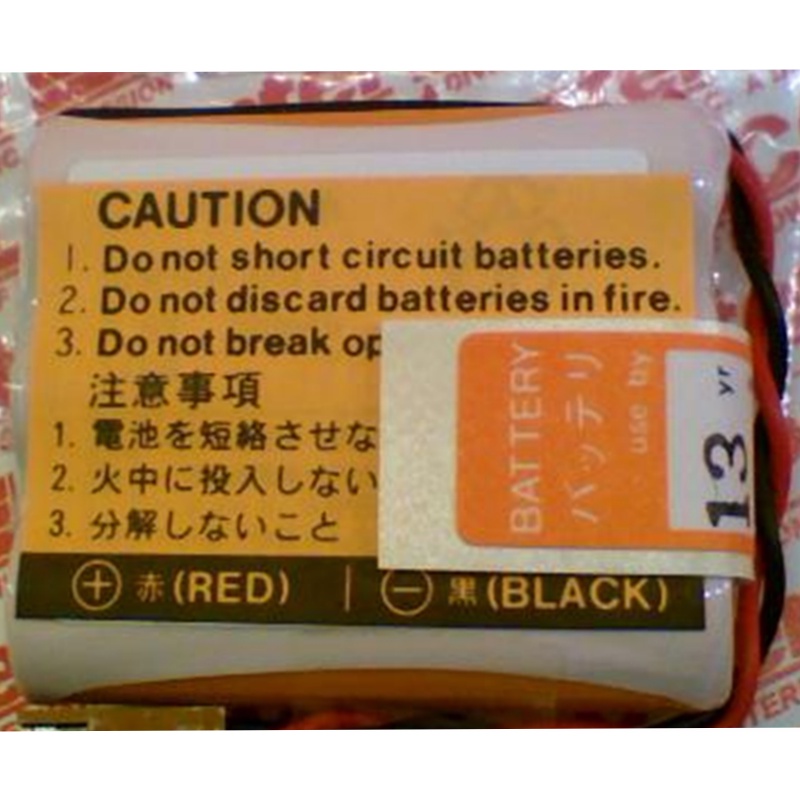 CAUTION
1. Do not short circuit batteries.
2. Do not discard batteries in fire.
3. Do not break op
注意事項
1. 電池を短絡させな
2. 火中に投入しない
3. 分解しないこと
⊕ 赤(RED) | ⊖ 黒(BLACK)
BATTERY
バッテリ
use by
13 yr